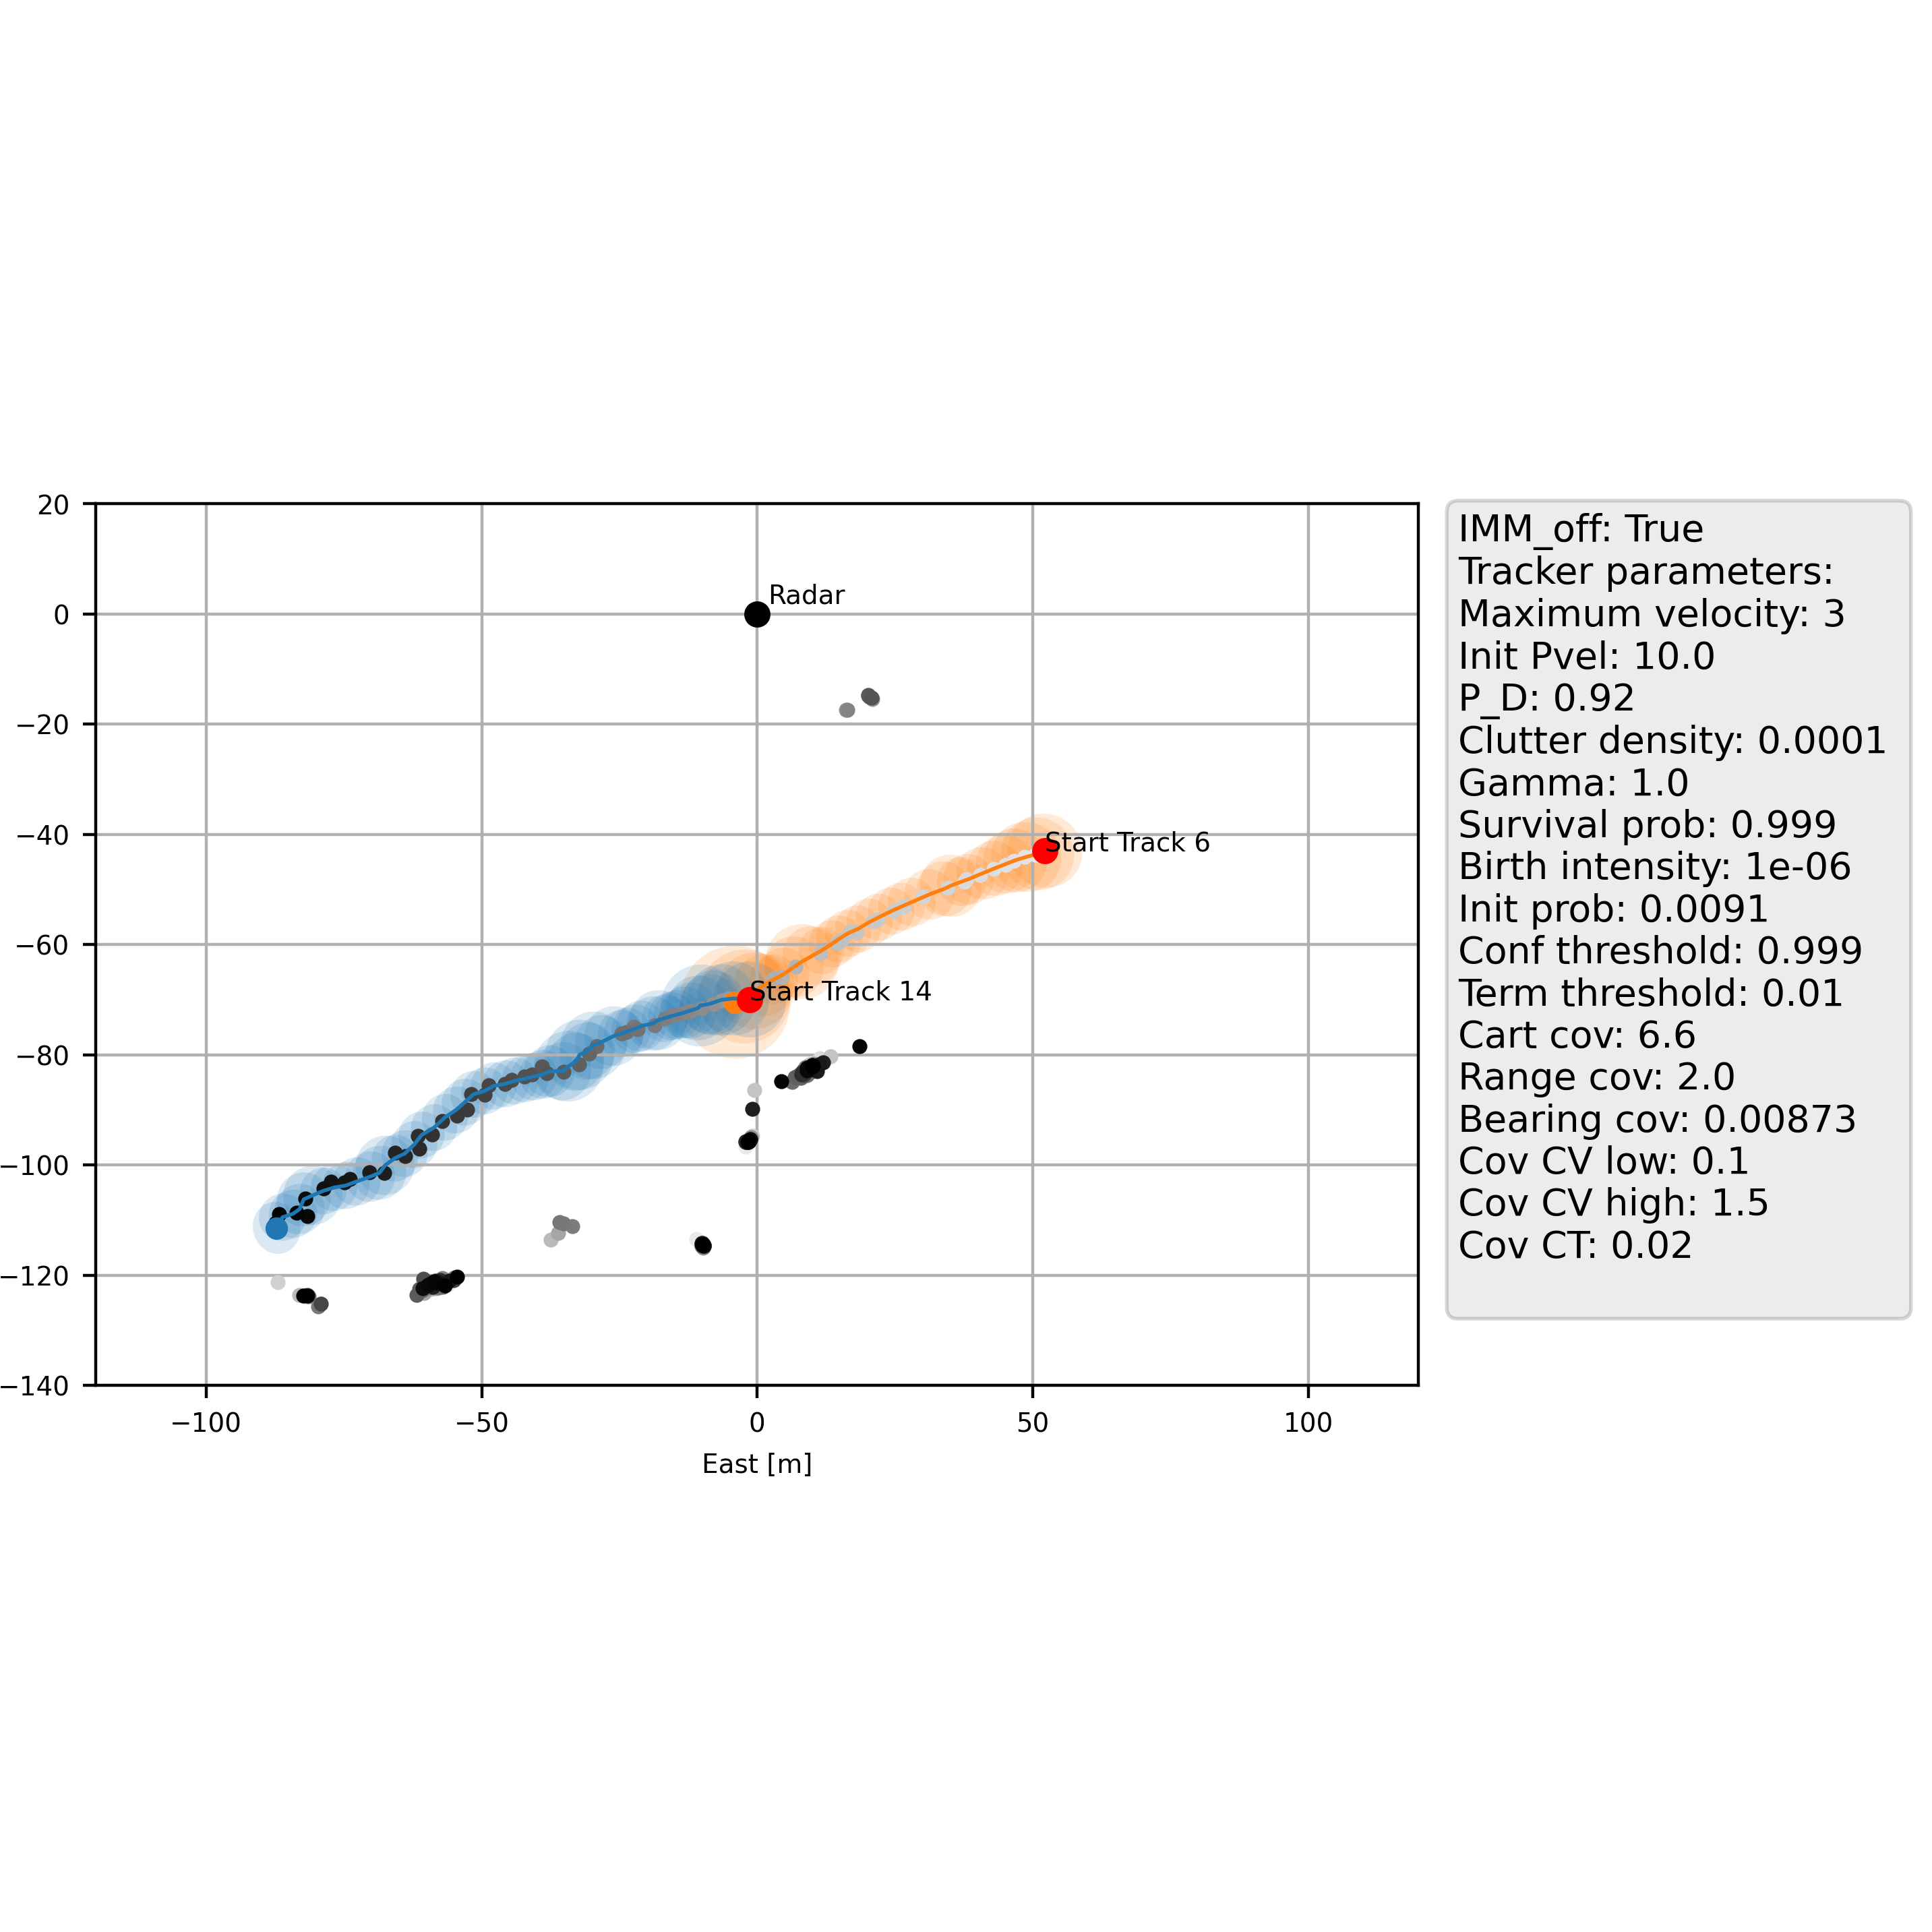 20
0
−20
−40
−60
−80
−100
−120
−140
−100
−50
0
50
100
East [m]
Radar
Start Track 6
Start Track 14
IMM_off: True
Tracker parameters:
Maximum velocity: 3
Init Pvel: 10.0
P_D: 0.92
Clutter density: 0.0001
Gamma: 1.0
Survival prob: 0.999
Birth intensity: 1e-06
Init prob: 0.0091
Conf threshold: 0.999
Term threshold: 0.01
Cart cov: 6.6
Range cov: 2.0
Bearing cov: 0.00873
Cov CV low: 0.1
Cov CV high: 1.5
Cov CT: 0.02